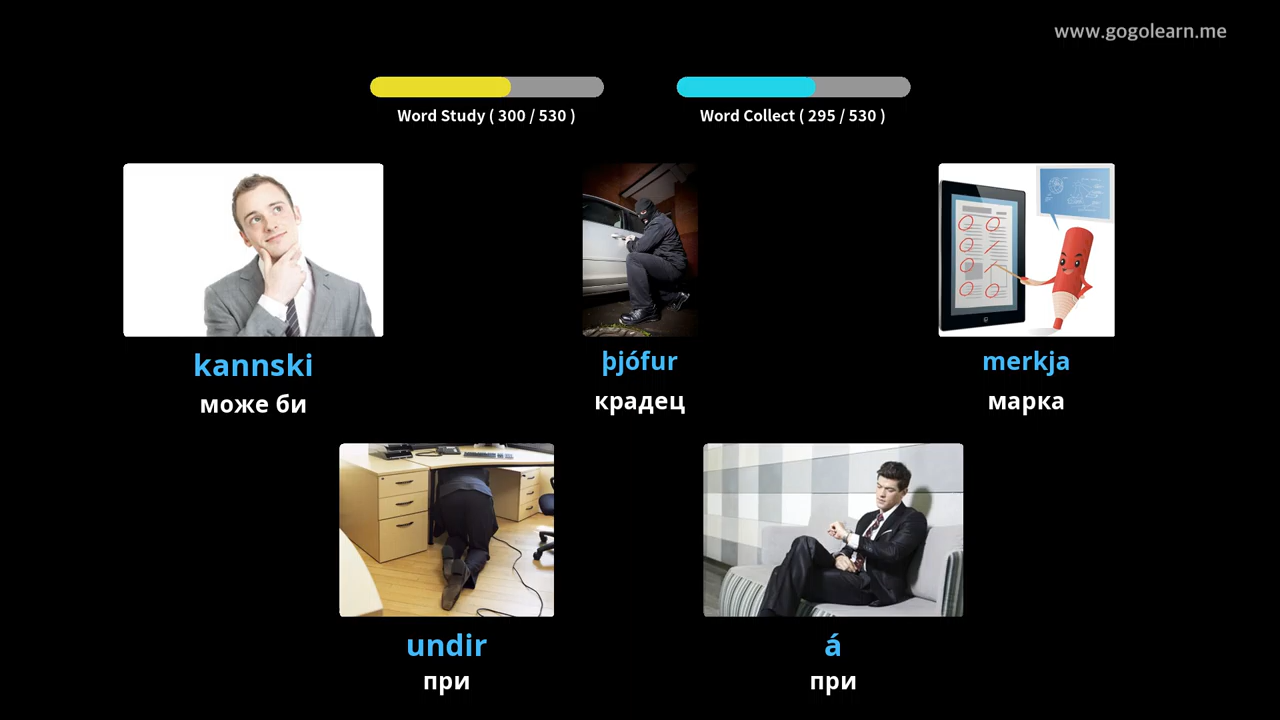 www.gogolearn.me
Word Study ( 300 / 530 )
Word Collect ( 295 / 530 )
kannski
може би
þjófur
крадец
merkja
марка
undir
при
á
при